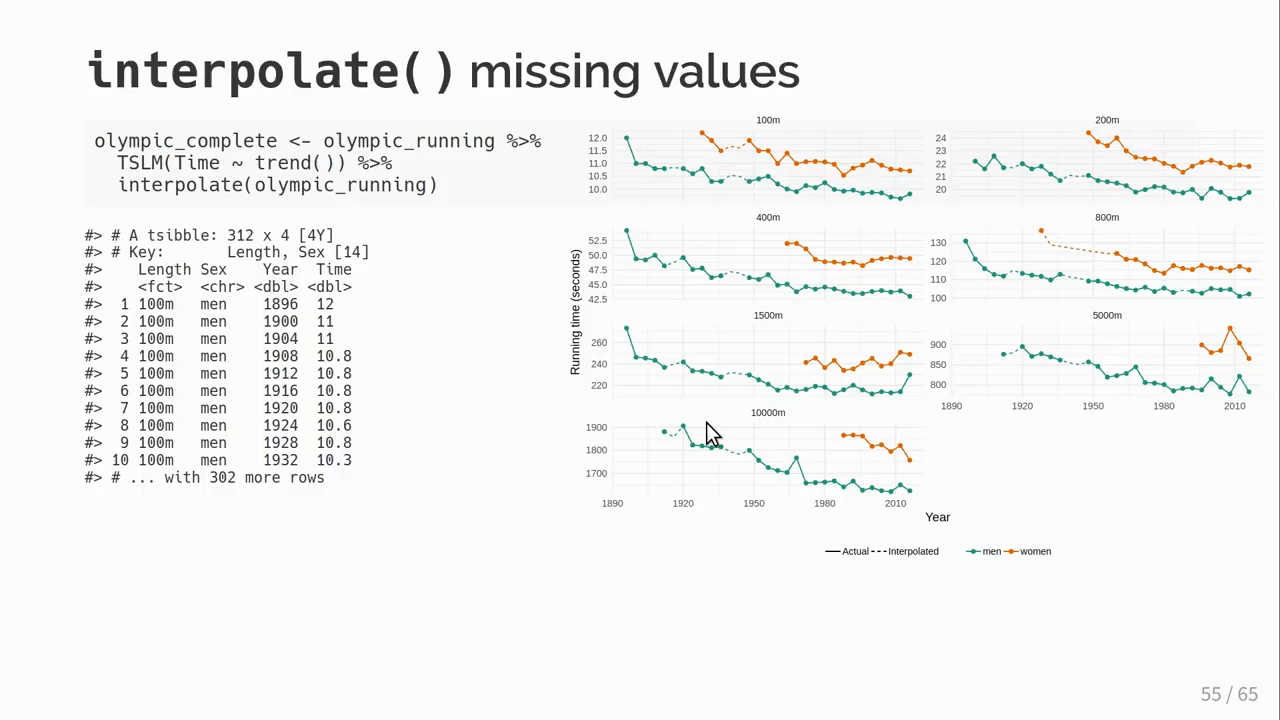 interpolate() missing values
olympic_complete <- olympic_running %>%
  TSLM(Time ~ trend()) %>%
  interpolate(olympic_running)
#> # A tsibble: 312 x 4 [4Y]
#> # Key:       Length, Sex [14]
#>    Length Sex    Year  Time
#>    <fct>  <chr> <dbl> <dbl>
#>  1 100m   men    1896  12
#>  2 100m   men    1900  11
#>  3 100m   men    1904  11
#>  4 100m   men    1908  10.8
#>  5 100m   men    1912  10.8
#>  6 100m   men    1916  10.8
#>  7 100m   men    1920  10.8
#>  8 100m   men    1924  10.6
#>  9 100m   men    1928  10.8
#> 10 100m   men    1932  10.3
#> # ... with 302 more rows
Running time (seconds)
100m
12.0
11.5
11.0
10.5
10.0
200m
24
23
22
21
20
400m
52.5
50.0
47.5
45.0
42.5
800m
130
120
110
100
1500m
260
240
220
5000m
900
850
800
1890 1920 1950 1980 2010
10000m
1900
1800
1700
1890 1920 1950 1980 2010
Year
Actual Interpolated men women
55 / 65